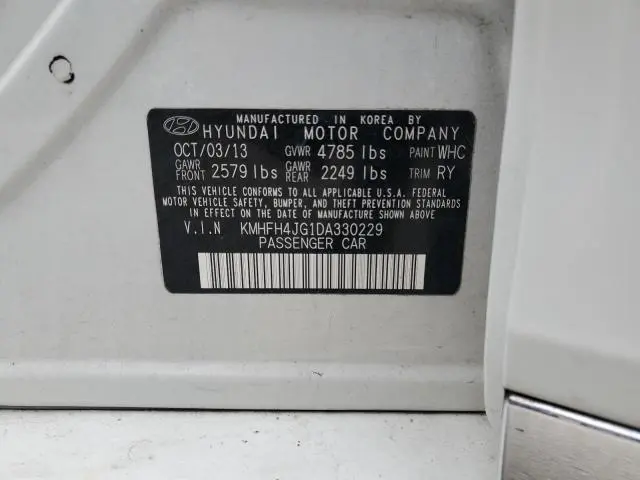 MANUFACTURED IN KOREA BY
HYUNDAI MOTOR COMPANY
OCT/03/13 GVWR 4785 lbs PAINT WHC
GAWR FRONT 2579 lbs GAWR REAR 2249 lbs TRIM RY
THIS VEHICLE CONFORMS TO ALL APPLICABLE U.S.A. FEDERAL
MOTOR VEHICLE SAFETY, BUMPER, AND THEFT PREVENTION STANDARDS
IN EFFECT ON THE DATE OF MANUFACTURE SHOWN ABOVE.
V.I.N KMHFH4JG1DA330229
PASSENGER CAR